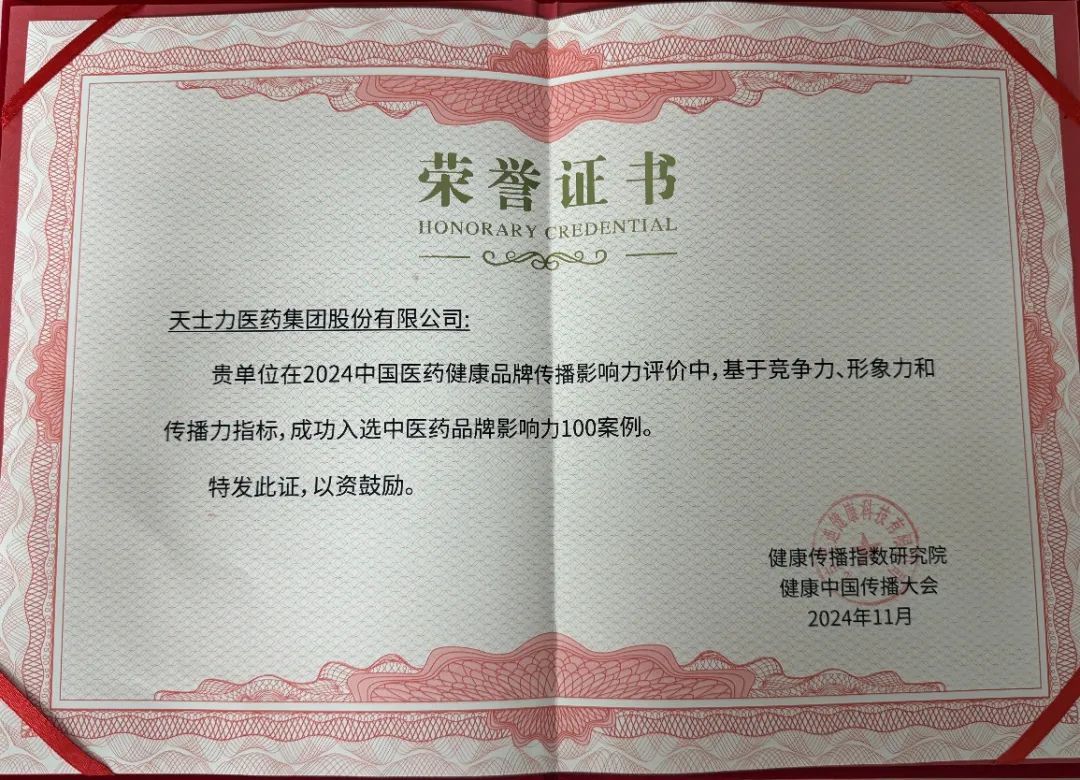 荣誉证书
HONORARY CREDENTIAL
天士力医药集团股份有限公司:
贵单位在2024中国医药健康品牌传播影响力评价中,基于竞争力、形象力和
传播力指标,成功入选中医药品牌影响力100案例。
特发此证,以资鼓励。
健康传播指数研究院
健康中国传播大会
2024年11月